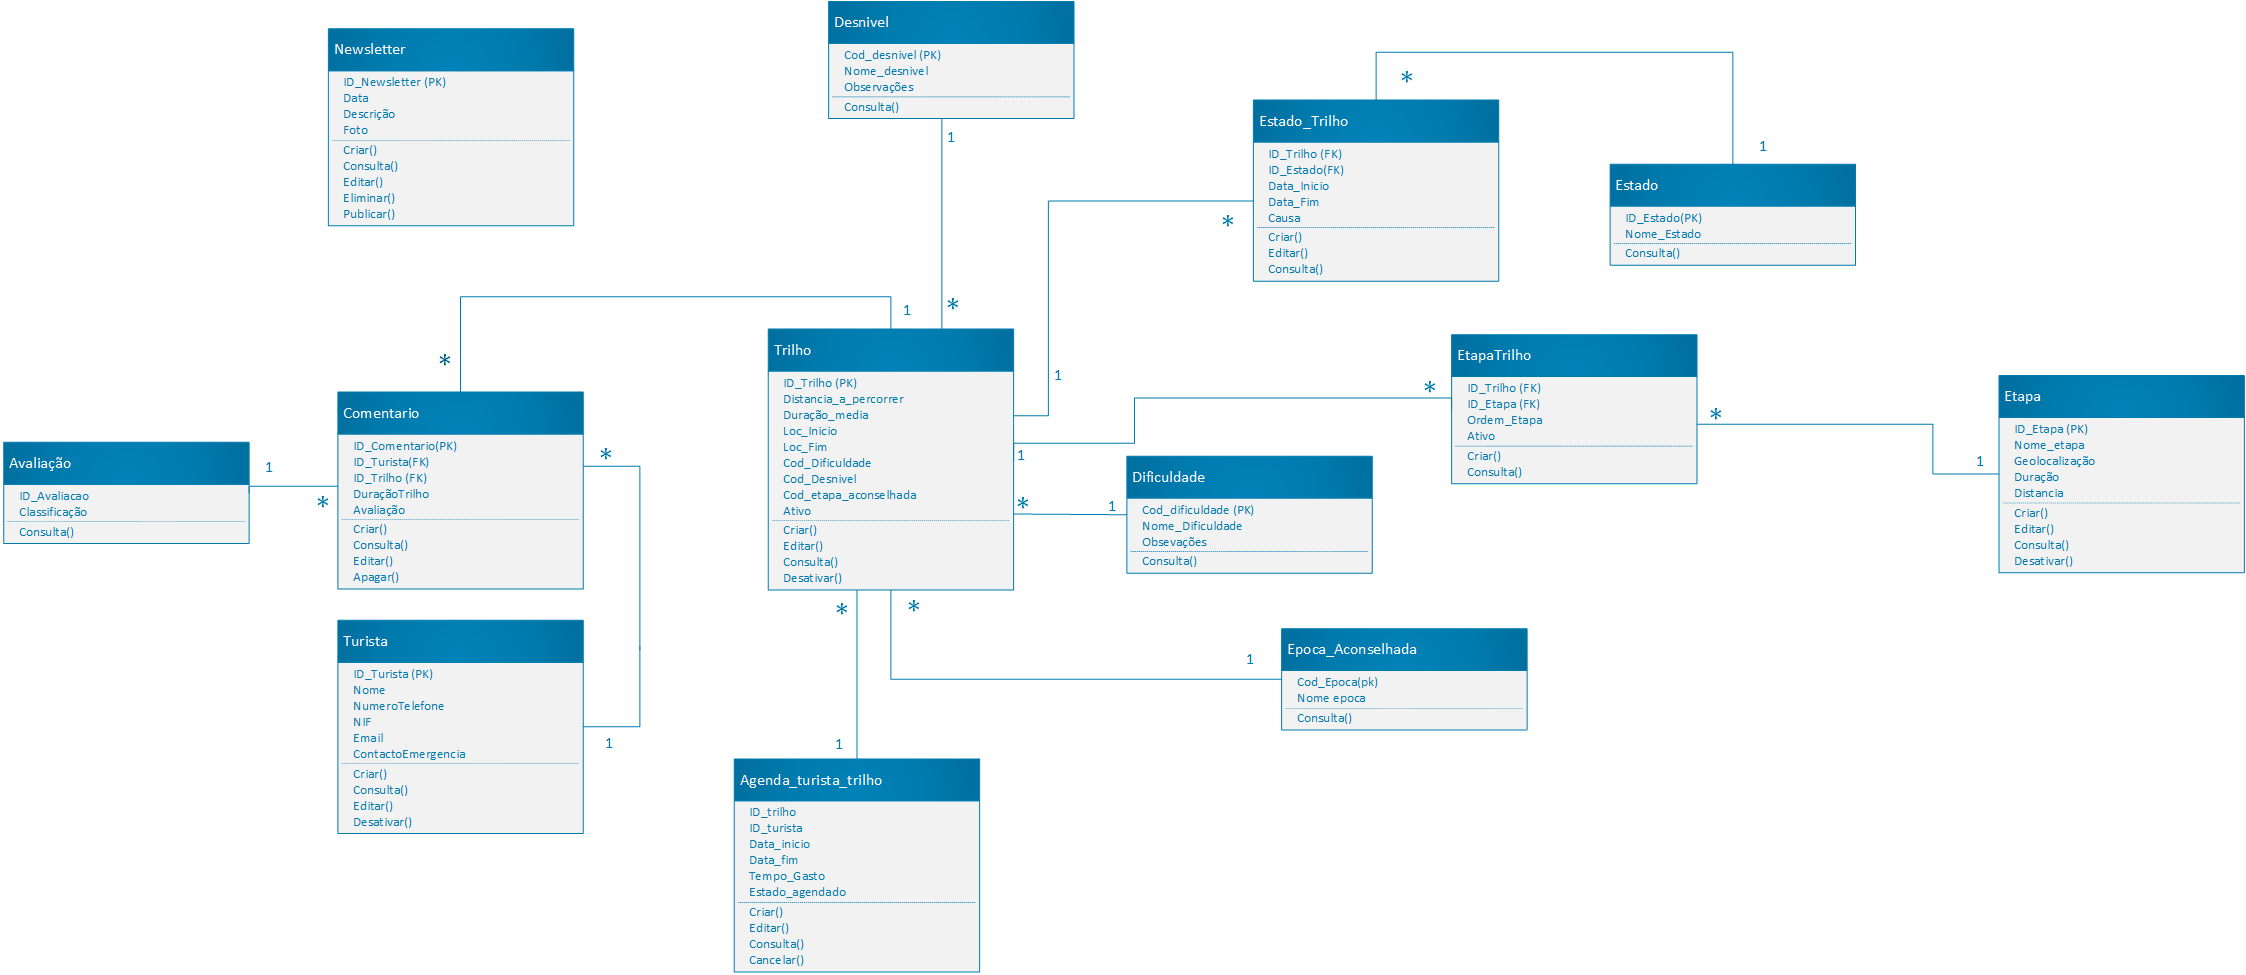 Newsletter
ID_Newsletter (PK)
Data
Descrição
Foto
Criar()
Consulta()
Editar()
Eliminar()
Publicar()
Desnivel
Cod_desnivel (PK)
Nome_desnivel
Observações
Consulta()
1
*
Estado_Trilho
ID_Trilho (FK)
ID_Estado(FK)
Data_Inicio
Data_Fim
Causa
Criar()
Editar()
Consulta()
*
1
*
1
Estado
ID_Estado(PK)
Nome_Estado
Consulta()
1
*
Trilho
ID_Trilho (PK)
Distancia_a_percorrer
Duração_media
Loc_Inicio
Loc_Fim
Cod_Dificuldade
Cod_Desnivel
Cod_etapa_aconselhada
Ativo
Criar()
Editar()
Consulta()
Desativar()
EtapaTrilho
ID_Trilho (FK)
ID_Etapa (FK)
Ordem_Etapa
Ativo
Criar()
Consulta()
*
1
*
1
Etapa
ID_Etapa (PK)
Nome_etapa
Geolocalização
Duração
Distancia
Criar()
Editar()
Consulta()
Desativar()
Comentario
ID_Comentario(PK)
ID_Turista(FK)
ID_Trilho (FK)
DuraçãoTrilho
Avaliação
Criar()
Consulta()
Editar()
Apagar()
Avaliação
ID_Avaliacao
Classificação
Consulta()
1
*
*
1
Dificuldade
Cod_dificuldade (PK)
Nome_Dificuldade
Obsevações
Consulta()
*
1
Turista
ID_Turista (PK)
Nome
NumeroTelefone
NIF
Email
ContactoEmergencia
Criar()
Consulta()
Editar()
Desativar()
*
*
1
1
Epoca_Aconselhada
Cod_Epoca(pk)
Nome epoca
Consulta()
Agenda_turista_trilho
ID_trilho
ID_turista
Data_inicio
Data_fim
Tempo_Gasto
Estado_agendado
Criar()
Editar()
Consulta()
Cancelar()